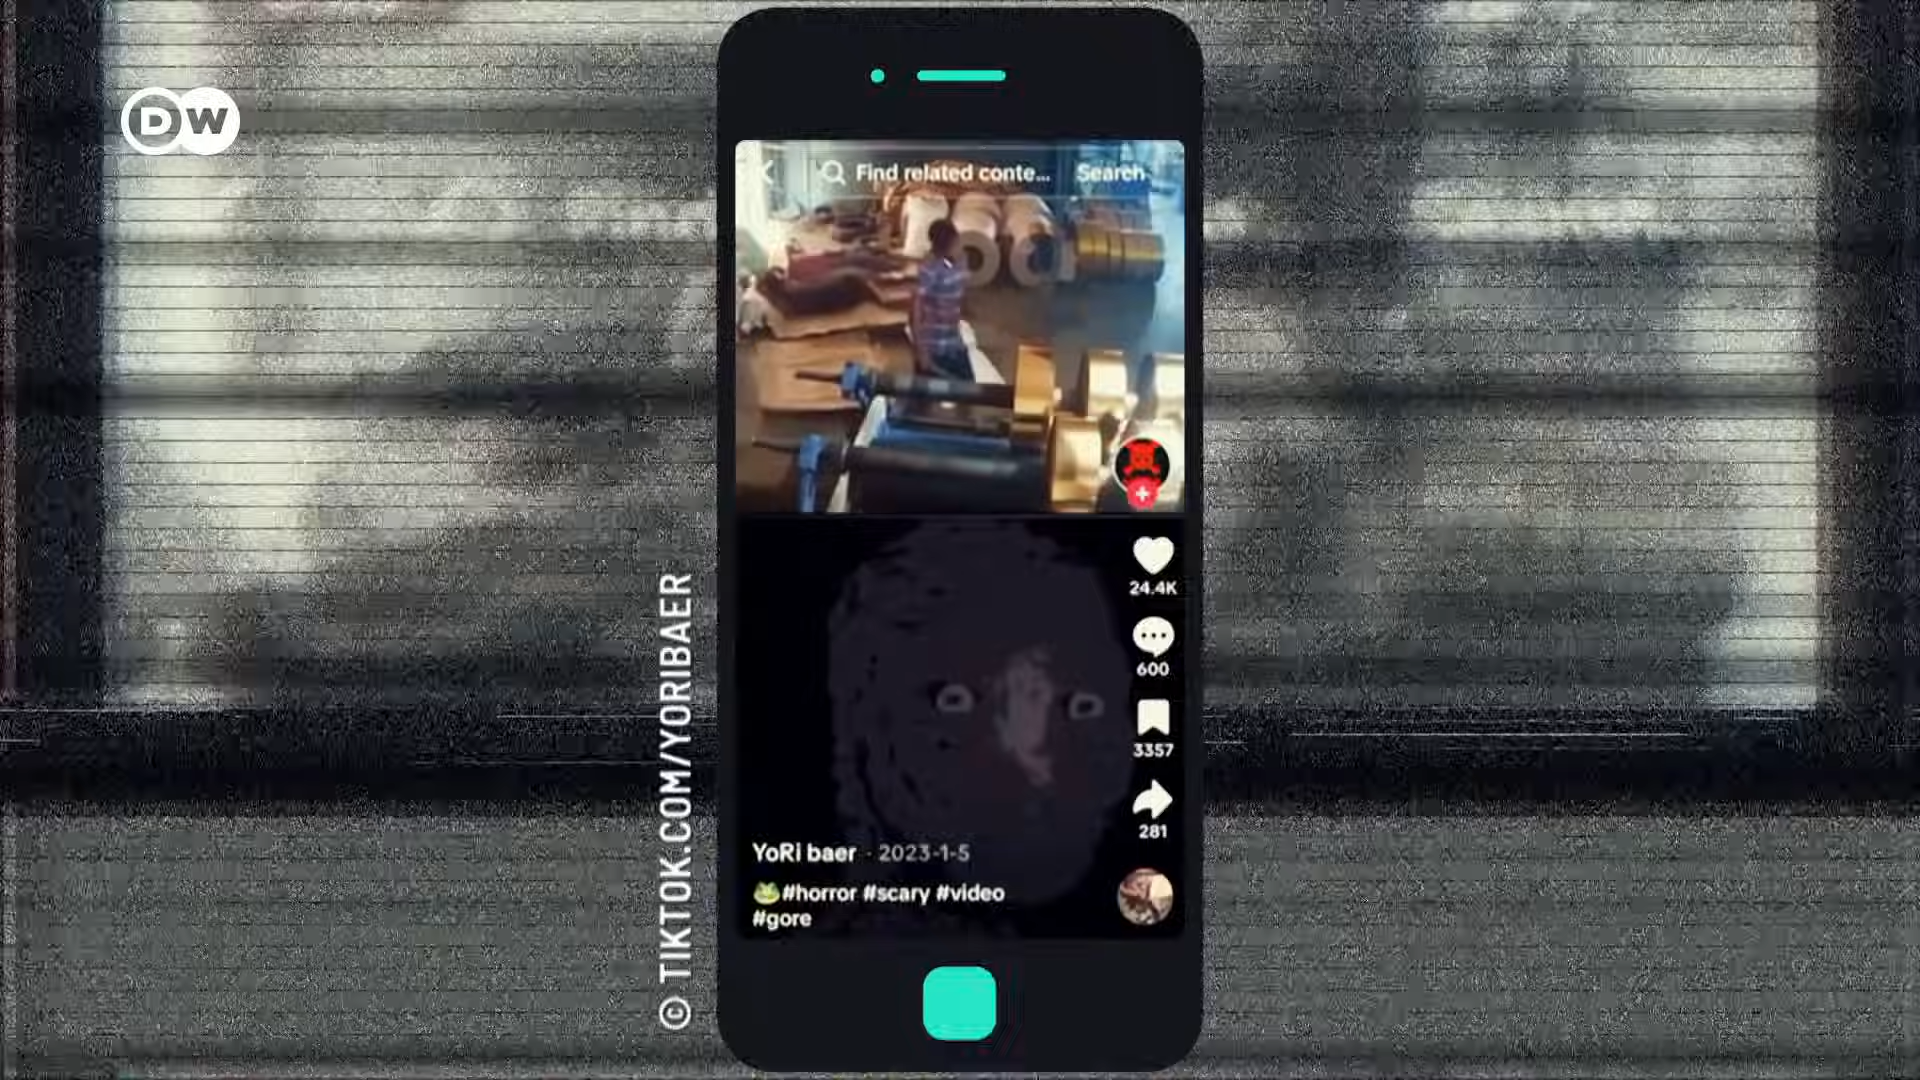 DW
Find related conte... Search
24.4K
600
3357
281
YoRi baer · 2023-1-5
#horror #scary #video
#gore
© TIKTOK.COM/YORIBAER